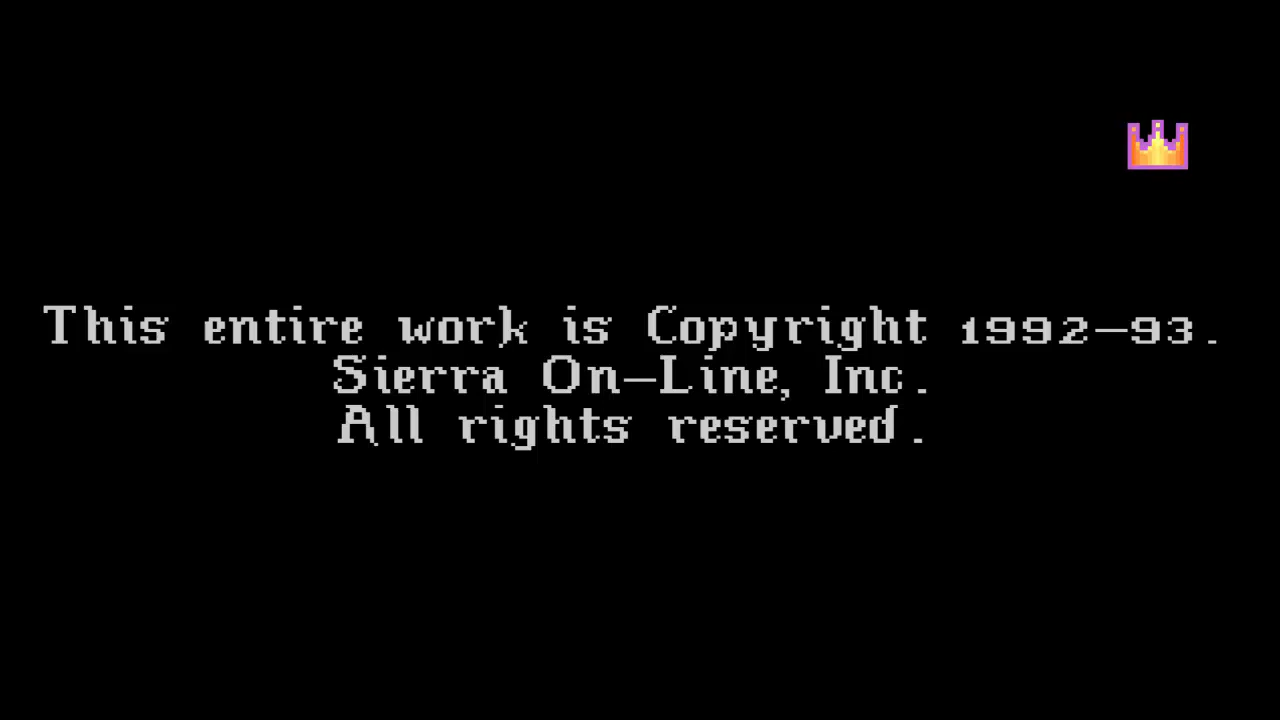 This entire work is Copyright 1992-93.
Sierra On-Line, Inc.
All rights reserved.